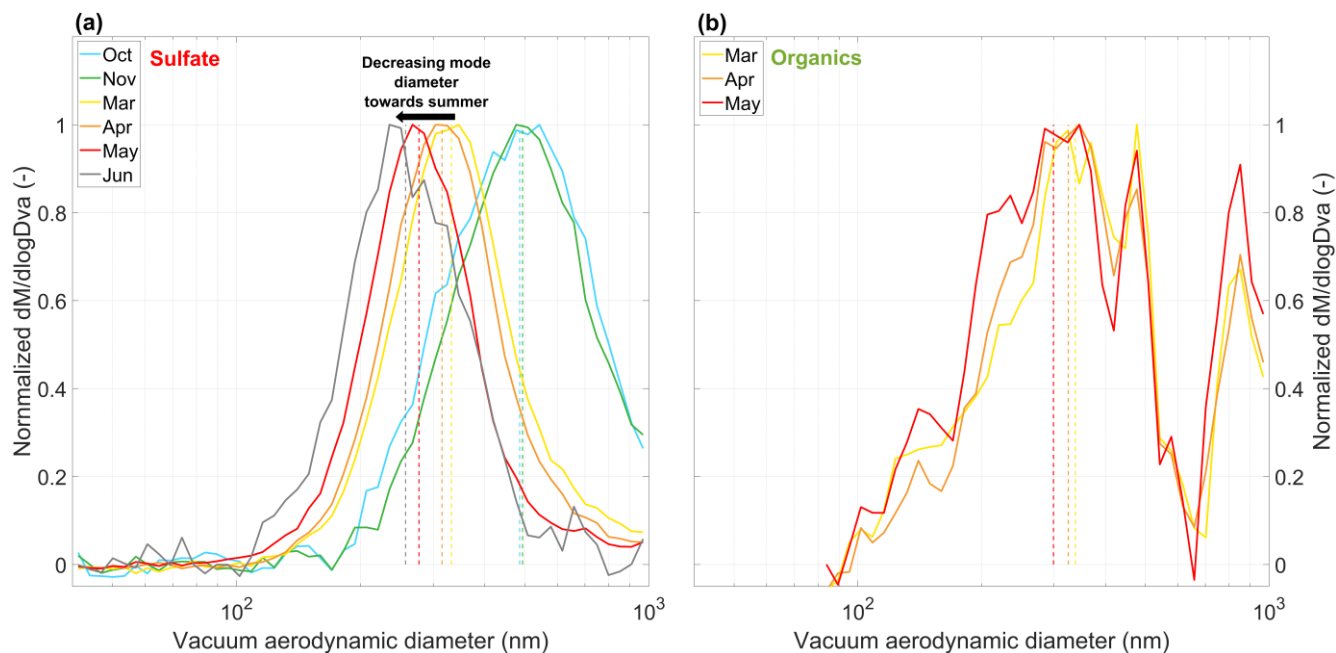 (a)
Oct
Nov
Mar
Apr
May
Jun
Sulfate
Decreasing mode
diameter
towards summer
1
0.8
0.6
0.4
0.2
0
Nornmalized dM/dlogDva (-)
10²
10³
Vacuum aerodynamic diameter (nm)
(b)
Mar
Apr
May
Organics
1
0.8
0.6
0.4
0.2
0
Normalized dM/dlogDva (-)
10²
10³
Vacuum aerodynamic diameter (nm)